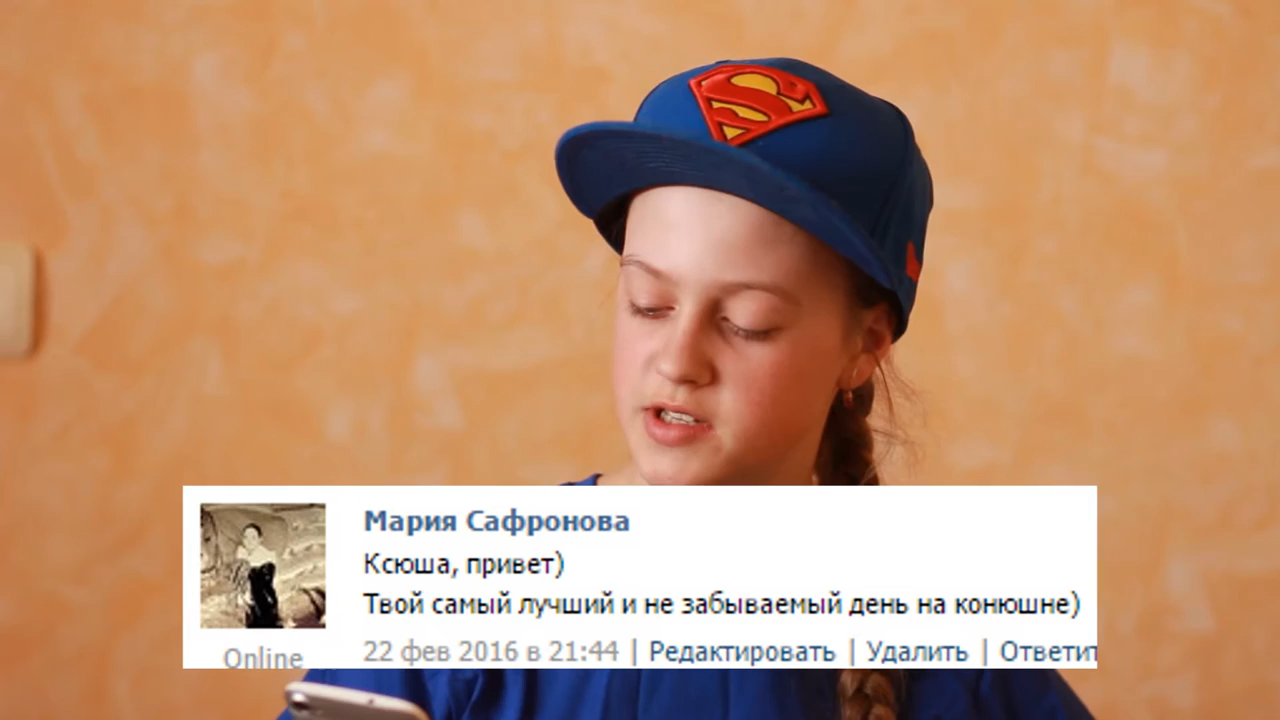 Мария Сафронова
Ксюша, привет)
Твой самый лучший и не забываемый день на конюшне)
22 фев 2016 в 21:44 | Редактировать | Удалить | Ответит
Online
S